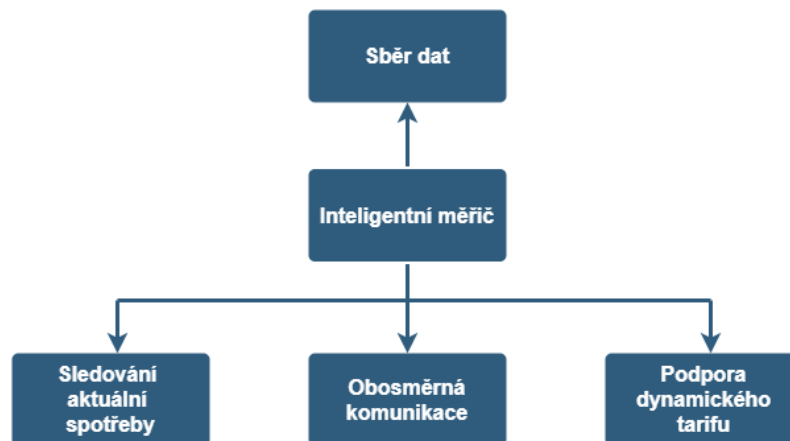 Sběr dat
Inteligentní měřič
Sledování
aktuální
spotřeby
Obosměrná
komunikace
Podpora
dynamického
tarifu